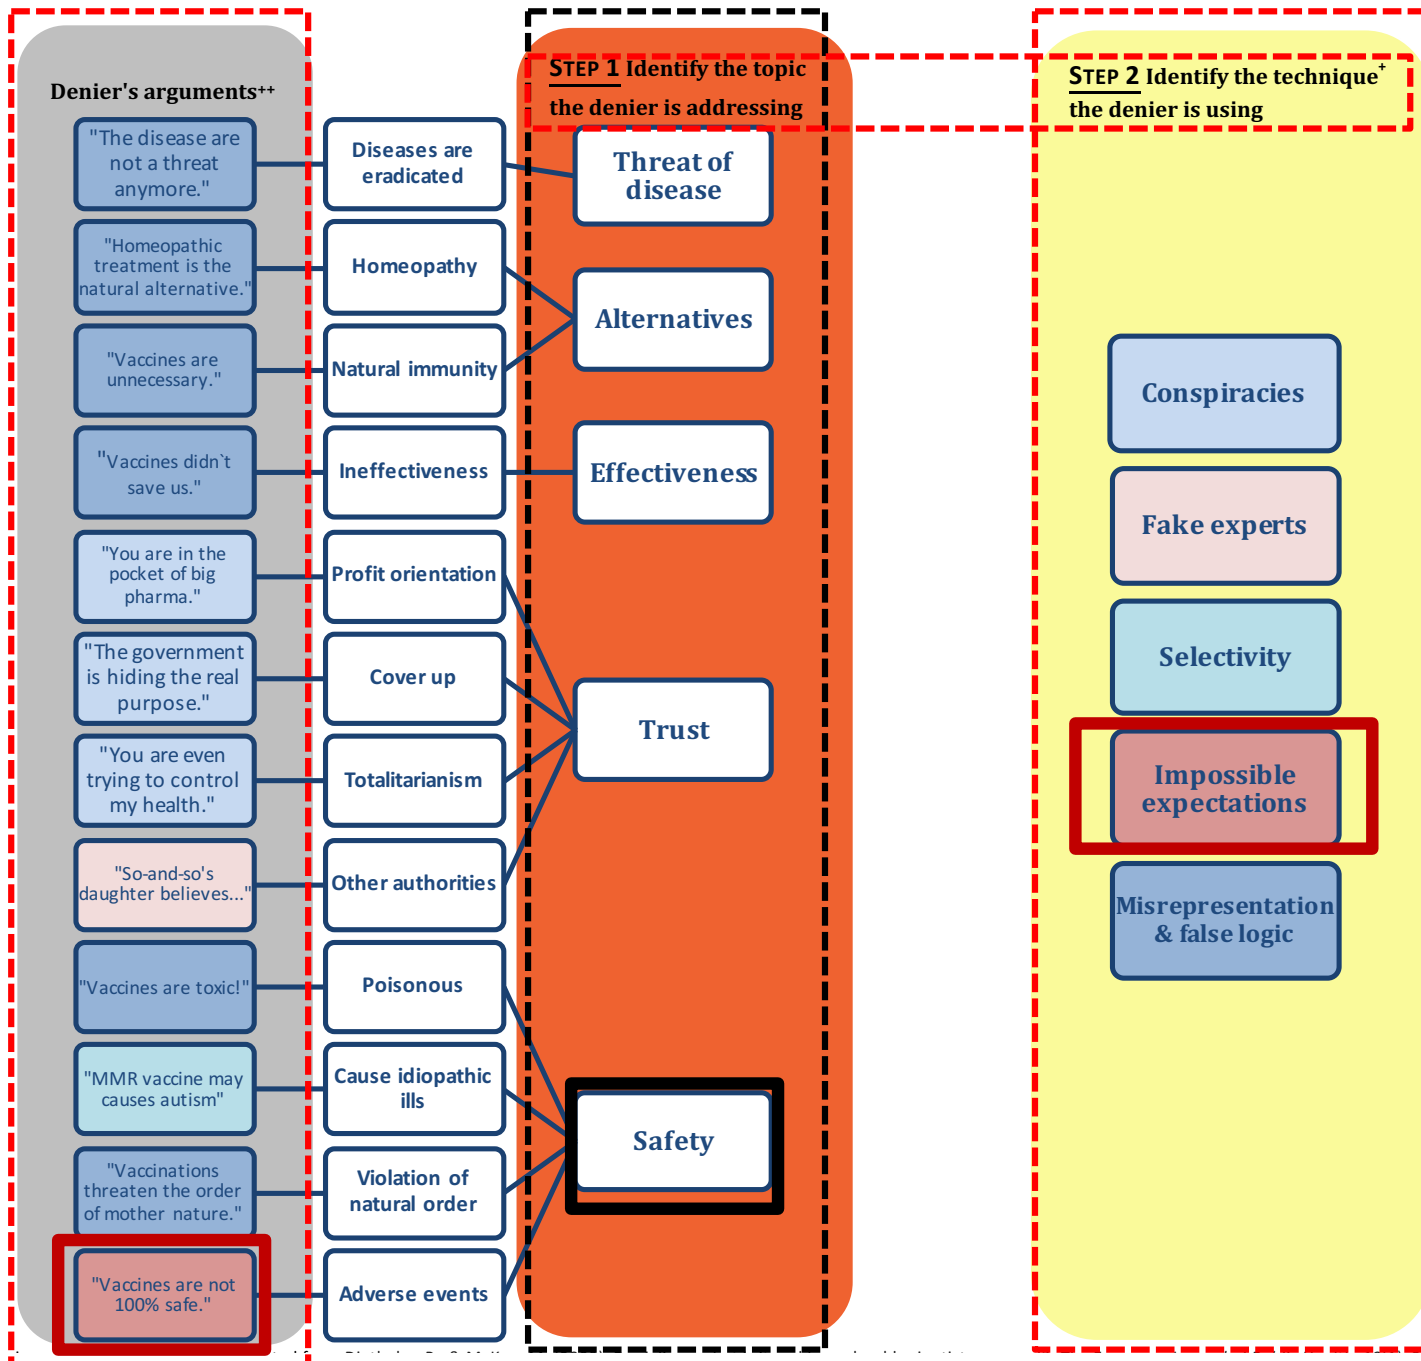 Denier's arguments++
"The disease are
not a threat
anymore."
"Homeopathic
treatment is the
natural alternative."
"Vaccines are
unnecessary."
"Vaccines didn`t
save us."
"You are in the
pocket of big
pharma."
"The government
is hiding the real
purpose."
"You are even
trying to control
my health."
"So-and-so's
daughter believes..."
"Vaccines are toxic!"
"MMR vaccine may
causes autism"
"Vaccinations
threaten the order
of mother nature."
"Vaccines are not
100% safe."
Diseases are
eradicated
Homeopathy
Natural immunity
Ineffectiveness
Profit orientation
Cover up
Totalitarianism
Other authorities
Poisonous
Cause idiopathic
ills
Violation of
natural order
Adverse events
STEP 1 Identify the topic
the denier is addressing
Threat of
disease
Alternatives
Effectiveness
Trust
Safety
STEP 2 Identify the technique+
the denier is using
Conspiracies
Fake experts
Selectivity
Impossible
expectations
Misrepresentation
& false logic